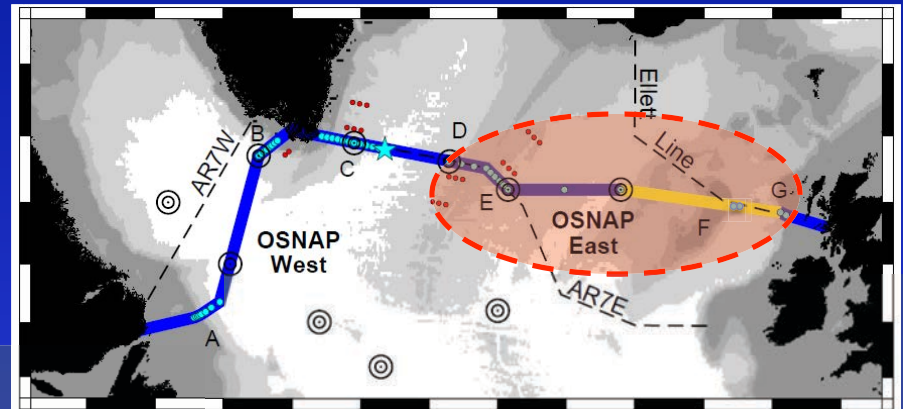 Ellett
Line
AR7W
B
C
D
E
F
G
OSNAP
West
OSNAP
East
AR7E
A